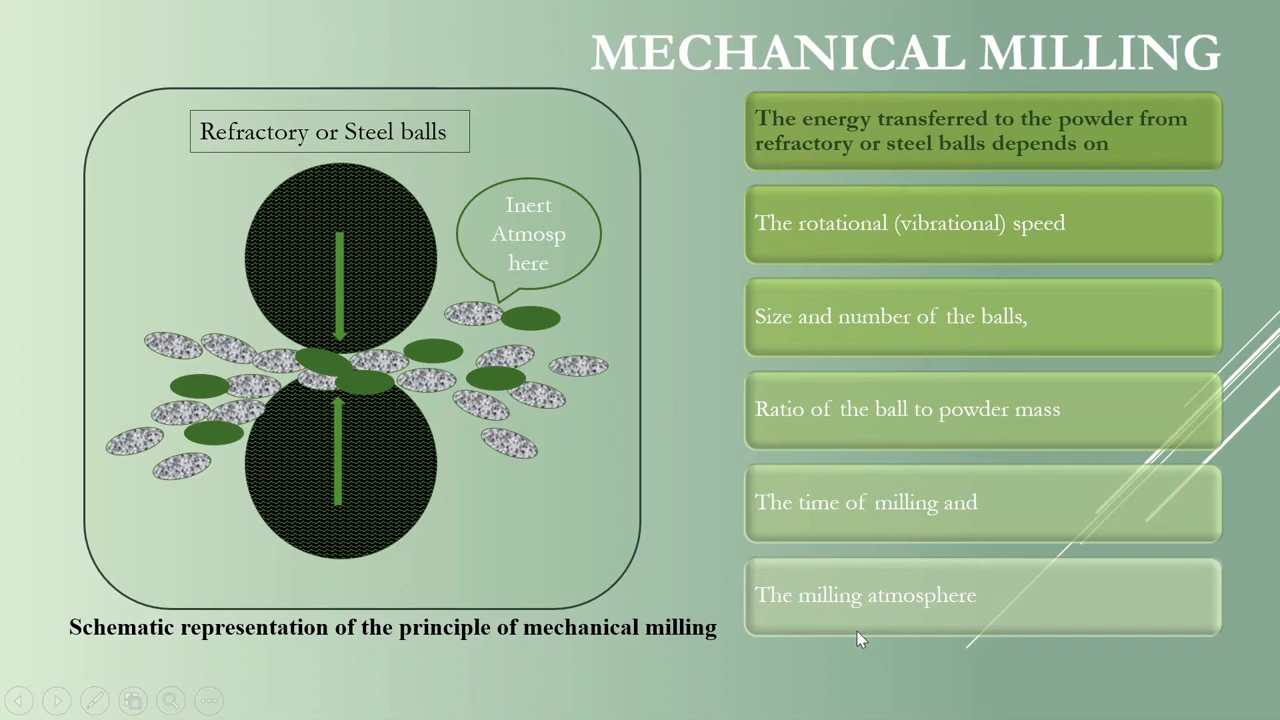 MECHANICAL MILLING
Refractory or Steel balls
Inert
Atmosp
here
Schematic representation of the principle of mechanical milling
The energy transferred to the powder from
refractory or steel balls depends on
The rotational (vibrational) speed
Size and number of the balls,
Ratio of the ball to powder mass
The time of milling and
The milling atmosphere